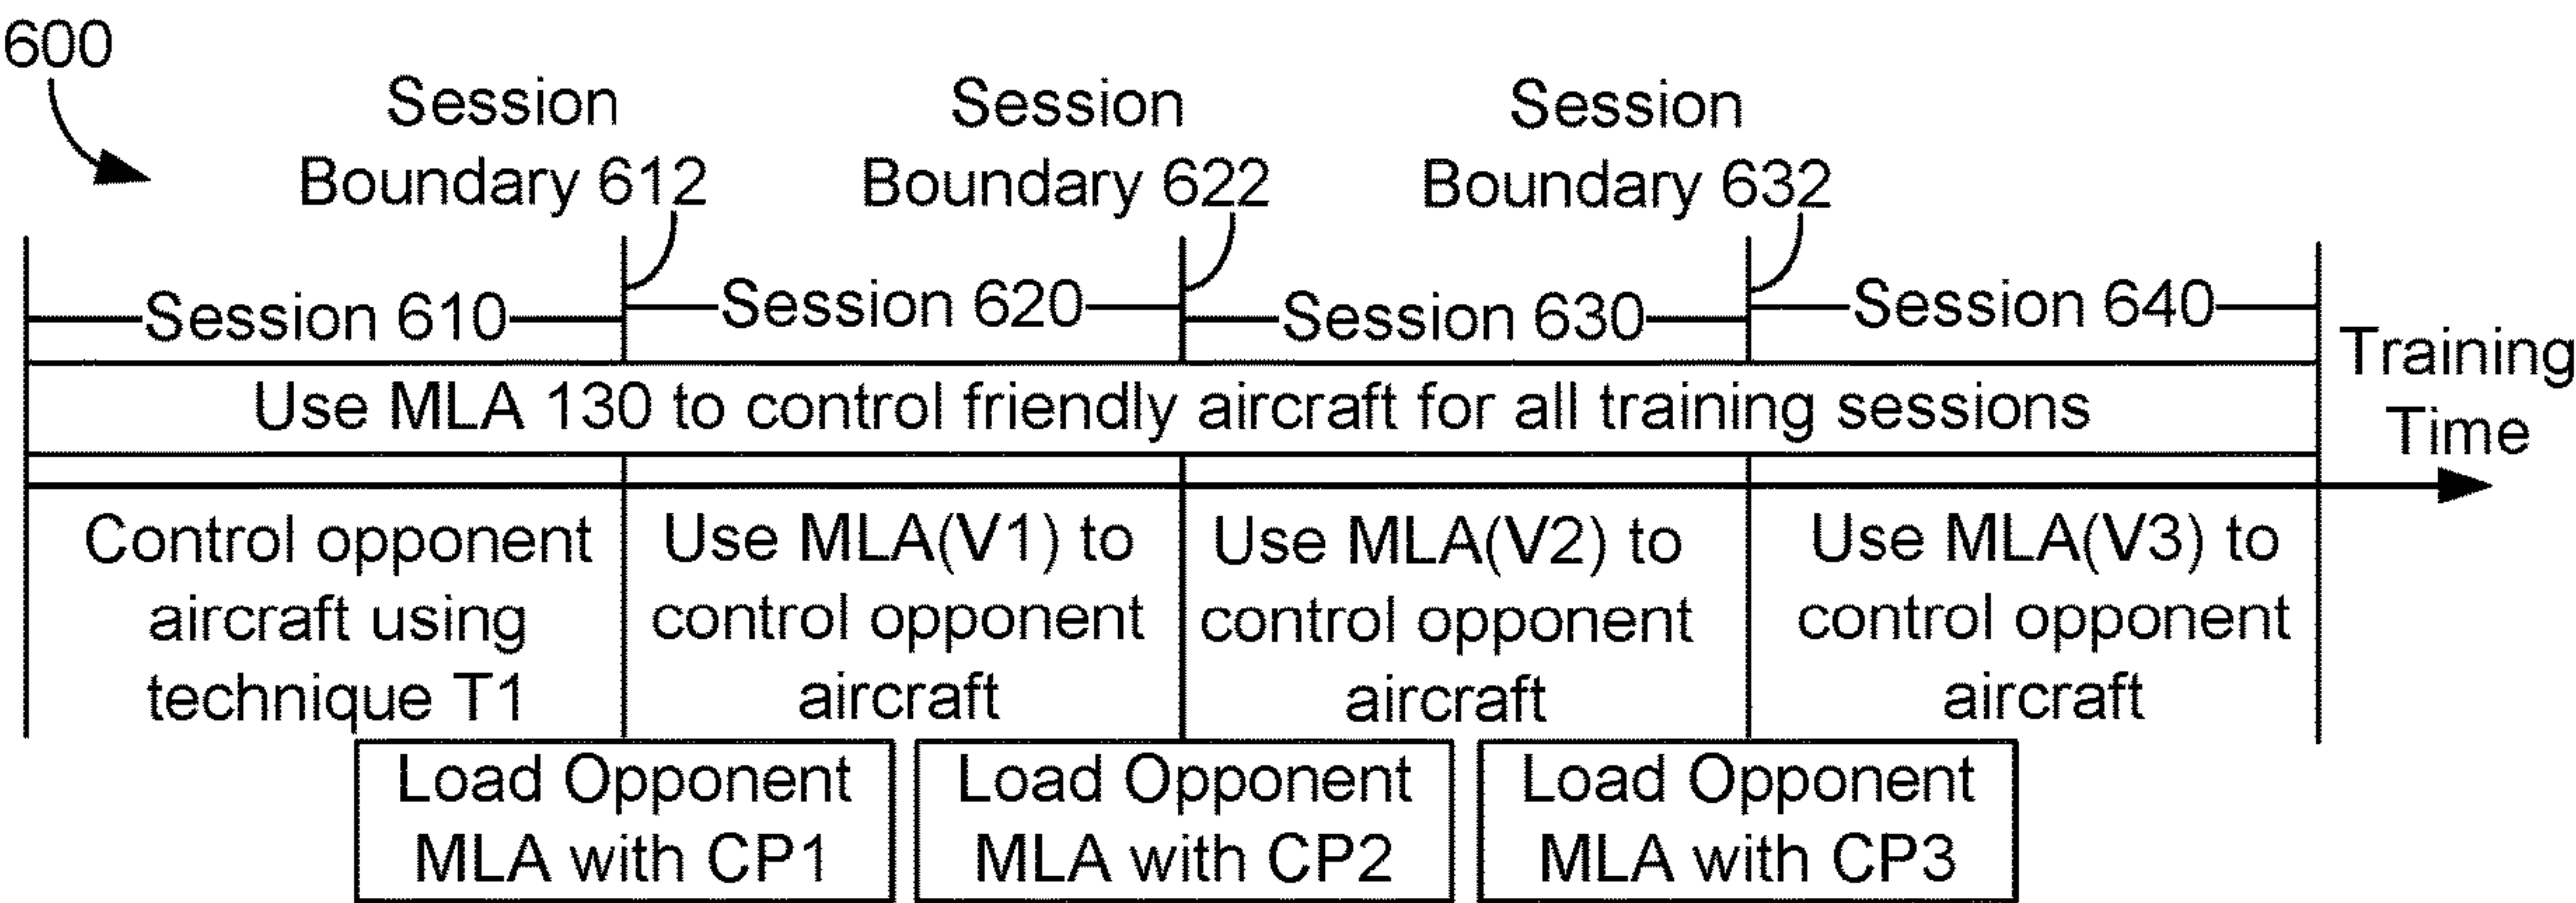 600
Session
Boundary 612
Session
Boundary 622
Session
Boundary 632
Session 610
Session 620
Session 630
Session 640
Training
Time
Use MLA 130 to control friendly aircraft for all training sessions
Control opponent
aircraft using
technique T1
Use MLA(V1) to
control opponent
aircraft
Use MLA(V2) to
control opponent
aircraft
Use MLA(V3) to
control opponent
aircraft
Load Opponent
MLA with CP1
Load Opponent
MLA with CP2
Load Opponent
MLA with CP3